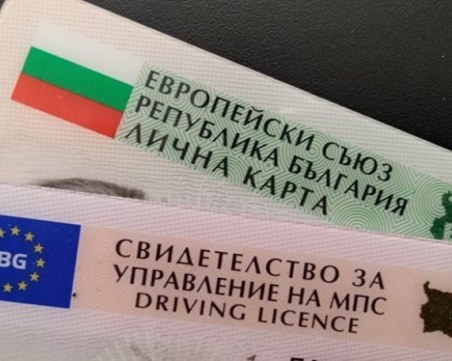 ЕВРОПЕЙСКИ СЪЮЗ
РЕПУБЛИКА БЪЛГАРИЯ
ЛИЧНА КАРТА
BG
СВИДЕТЕЛСТВО ЗА
УПРАВЛЕНИЕ НА МПС
DRIVING LICENCE